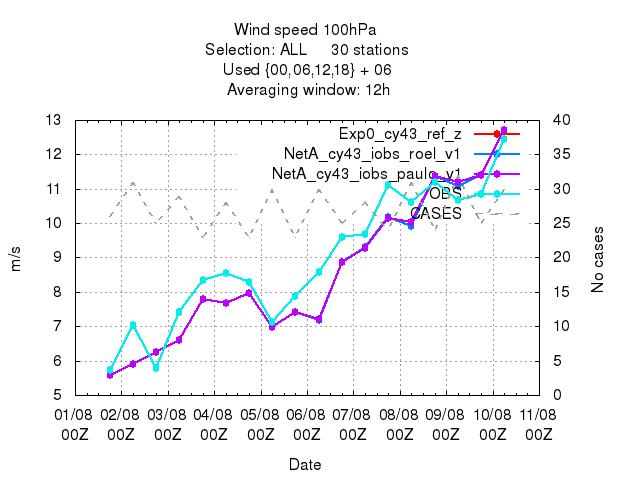 Wind speed 100hPa
Selection: ALL     30 stations
Used {00,06,12,18} + 06
Averaging window: 12h
13 40
12 35
11 30
10 25
9 20
8 15
7 10
6 5
5 0
Exp0_cy43_ref_z
NetA_cy43_iobs_roel_v1
NetA_cy43_iobs_paulo_v1
OBS
CASES
m/s
No cases
01/08 02/08 03/08 04/08 05/08 06/08 07/08 08/08 09/08 10/08 11/08
00Z 00Z 00Z 00Z 00Z 00Z 00Z 00Z 00Z 00Z 00Z
Date